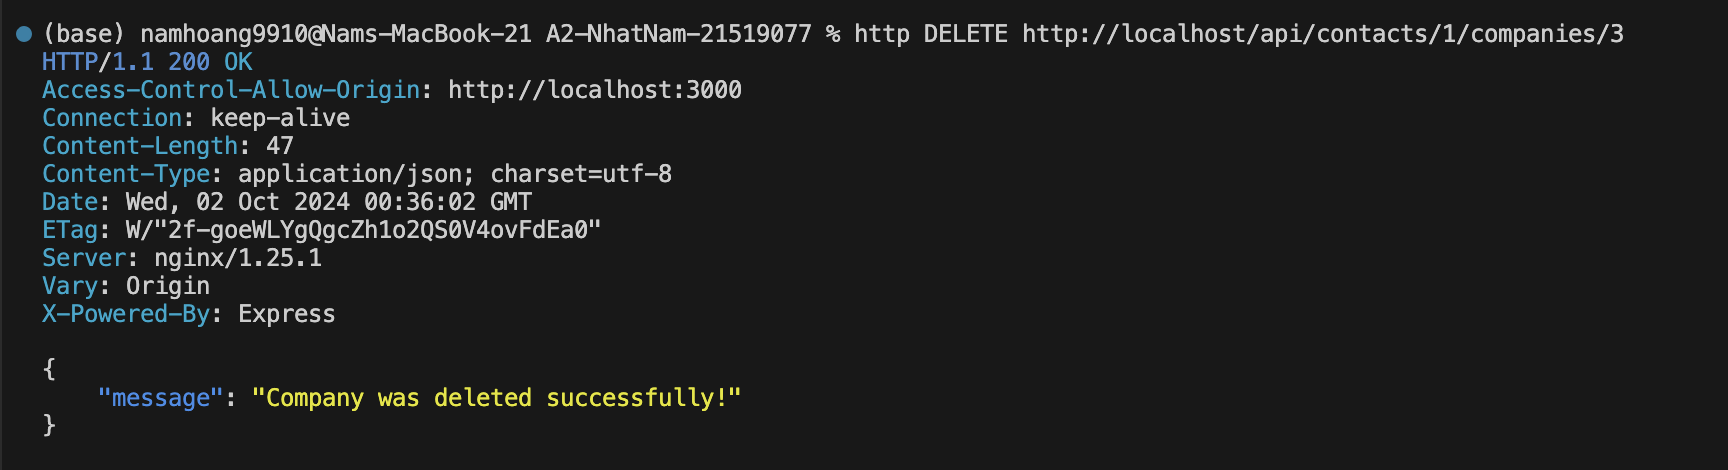 (base) namhoang9910@Nams-MacBook-21 A2-NhatNam-21519077 % http DELETE http://localhost/api/contacts/1/companies/3
HTTP/1.1 200 OK
Access-Control-Allow-Origin: http://localhost:3000
Connection: keep-alive
Content-Length: 47
Content-Type: application/json; charset=utf-8
Date: Wed, 02 Oct 2024 00:36:02 GMT
ETag: W/"2f-goeWLYgQgcZh1o2QS0V4ovFdEa0"
Server: nginx/1.25.1
Vary: Origin
X-Powered-By: Express

{
    "message": "Company was deleted successfully!"
}